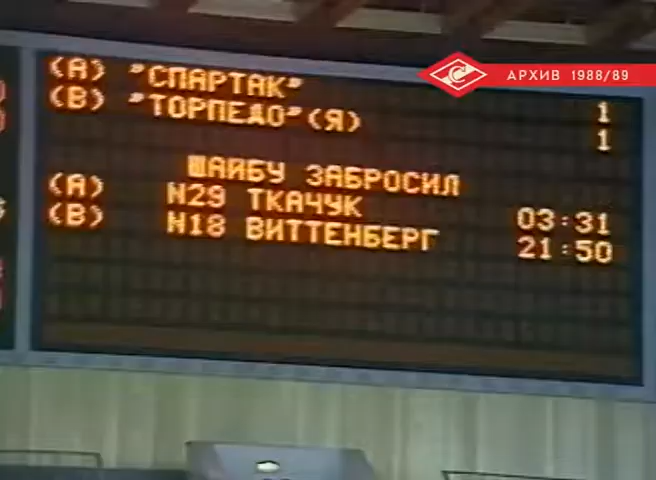 АРХИВ 1988/89
(А) "СПАРТАК" 1
(В) "ТОРПЕДО"(Я) 1
ШАЙБУ ЗАБРОСИЛ
(А) N29 ТКАЧУК 03:31
(В) N18 ВИТТЕНБЕРГ 21:50